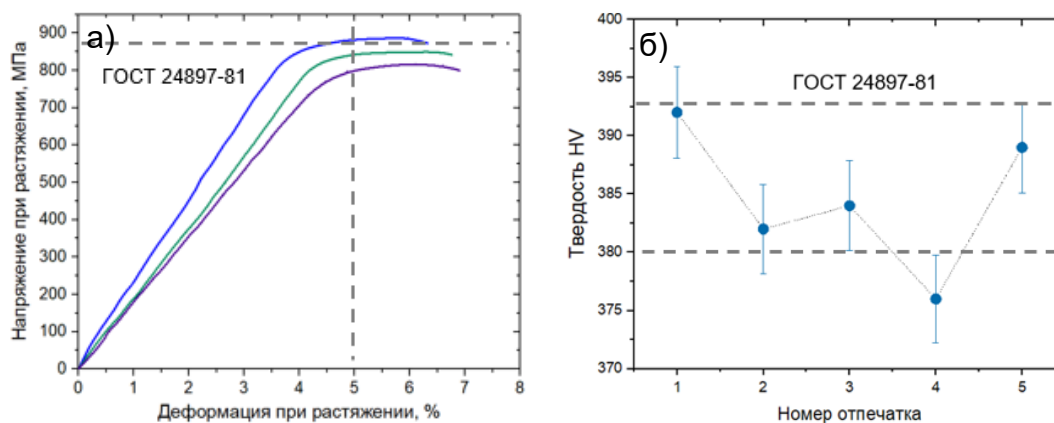 а)
ГОСТ 24897-81
Напряжение при растяжении, МПа
900
800
700
600
500
400
300
200
100
0
0 1 2 3 4 5 6 7 8
Деформация при растяжении, %
б)
ГОСТ 24897-81
Твердость HV
400
395
390
385
380
375
370
1 2 3 4 5
Номер отпечатка